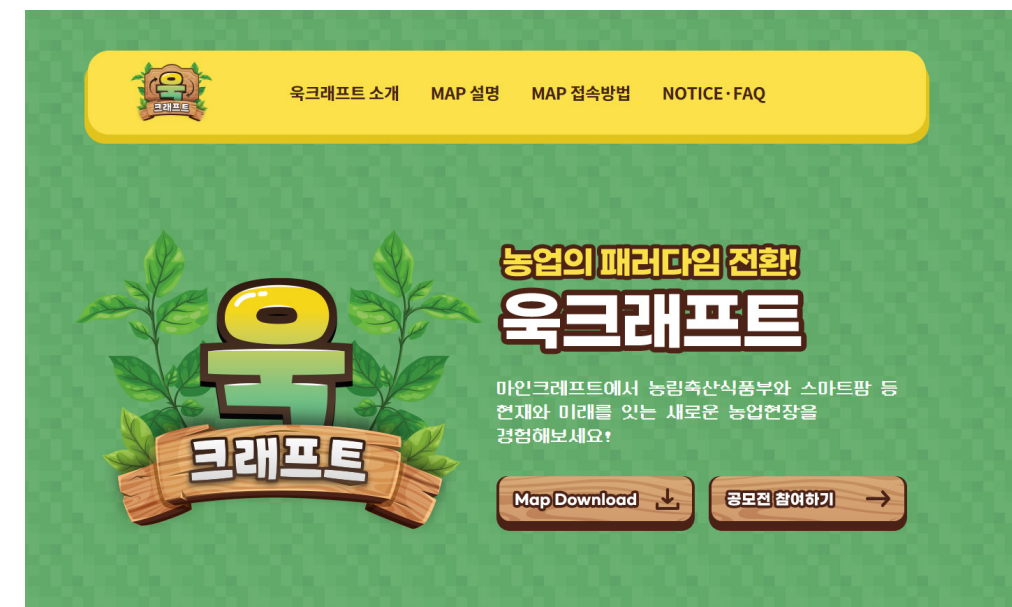 욱
크래프트
욱크래프트 소개
MAP 설명
MAP 접속방법
NOTICE·FAQ
욱
크래프트
농업의 패러다임 전환!
욱크래프트
마인크레프트에서 농림축산식품부와 스마트팜 등
현재와 미래를 잇는 새로운 농업현장을
경험해보세요!
Map Download
공모전 참여하기